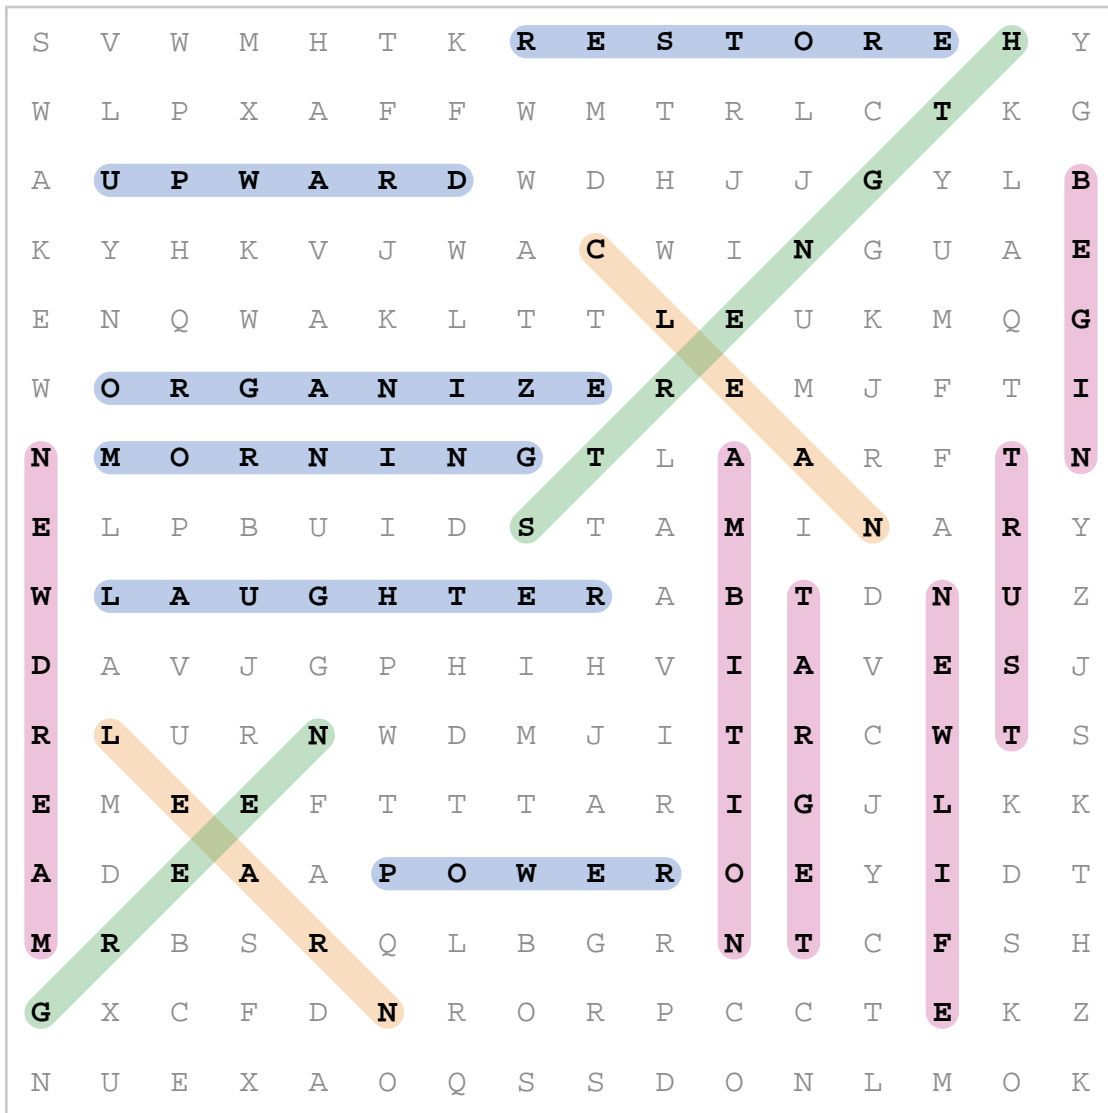 S V W M H T K R E S T O R E H Y
W L P X A F F W M T R L C T K G
A U P W A R D W D H J J G Y L B
K Y H K V J W A C W I N G U A E
E N Q W A K L T T L E U K M Q G
W O R G A N I Z E R E M J F T I
N M O R N I N G T L A A R F T N
E L P B U I D S T A M I N A R Y
W L A U G H T E R A B T D N U Z
D A V J G P H I H V I A V E S J
R L U R N W D M J I T R C W T S
E M E E F T T T A R I G J L K K
A D E A A P O W E R O E Y I D T
M R B S R Q L B G R N T C F S H
G X C F D N R O R P C C T E K Z
N U E X A O Q S S D O N L M O K